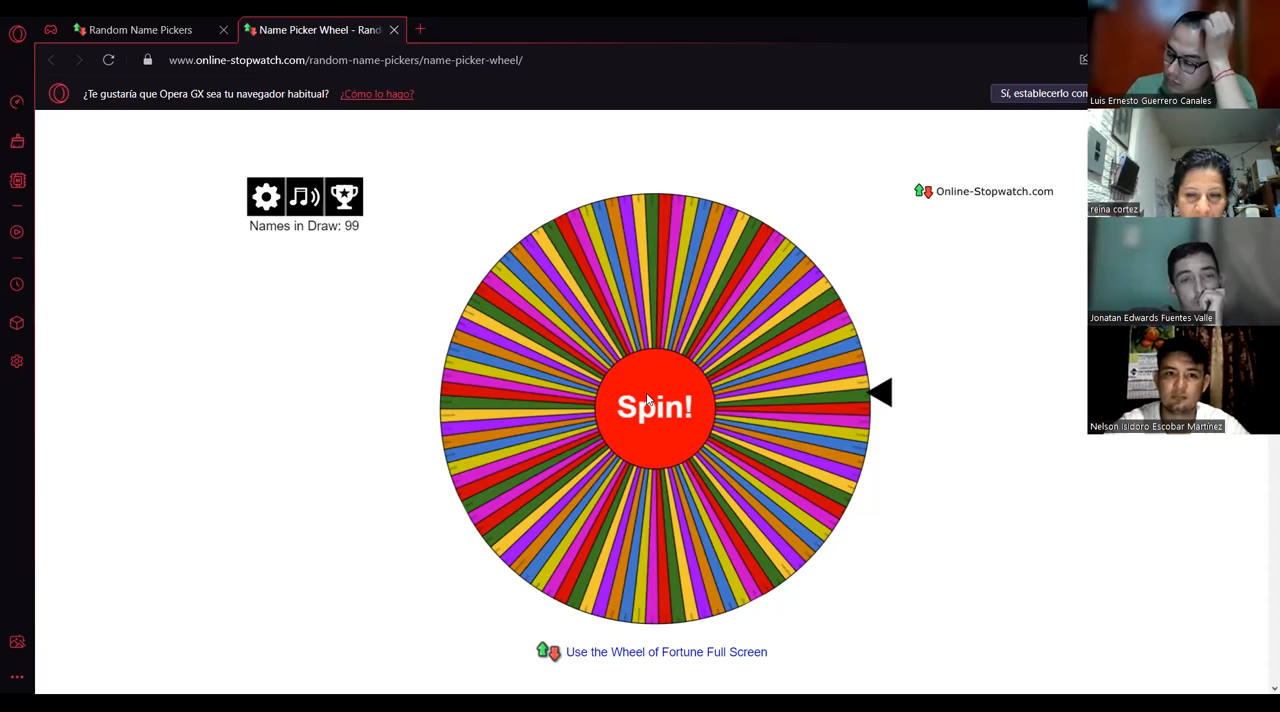 Random Name Pickers
Name Picker Wheel - Rand
www.online-stopwatch.com/random-name-pickers/name-picker-wheel/
¿Te gustaría que Opera GX sea tu navegador habitual? ¿Cómo lo hago?
Sí, establecerlo con
Luis Ernesto Guerrero Canales
reina cortez
Jonatan Edwards Fuentes Valle
Nelson Isidoro Escobar Martínez
Online-Stopwatch.com
Names in Draw: 99
Spin!
Use the Wheel of Fortune Full Screen